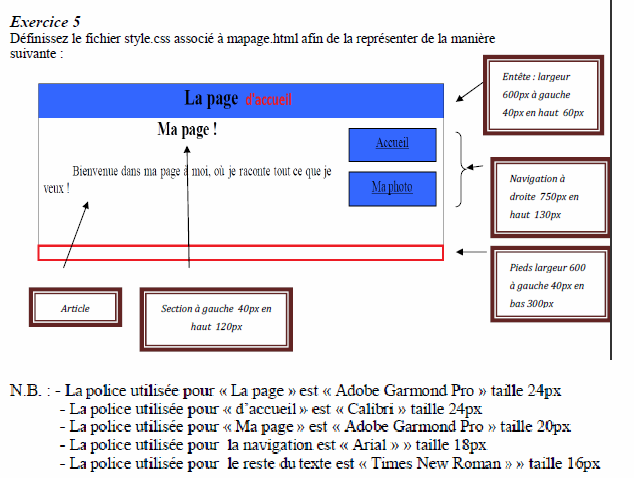 Exercice 5
Définissez le fichier style.css associé à mapage.html afin de la représenter de la manière
suivante :
Entête : largeur
600px à gauche
40px en haut 60px
La page d'accueil
Ma page !
Accueil
Bienvenue dans ma page à moi, où je raconte tout ce que je
veux !
Ma photo
Navigation à
droite 750px en
haut 130px
Pieds largeur 600
à gauche 40px en
bas 300px
Article
Section à gauche 40px en
haut 120px
N.B. : - La police utilisée pour « La page » est « Adobe Garmond Pro » taille 24px
- La police utilisée pour « d'accueil » est « Calibri » taille 24px
- La police utilisée pour « Ma page » est « Adobe Garmond Pro » taille 20px
- La police utilisée pour la navigation est « Arial » » taille 18px
- La police utilisée pour le reste du texte est « Times New Roman » » taille 16px